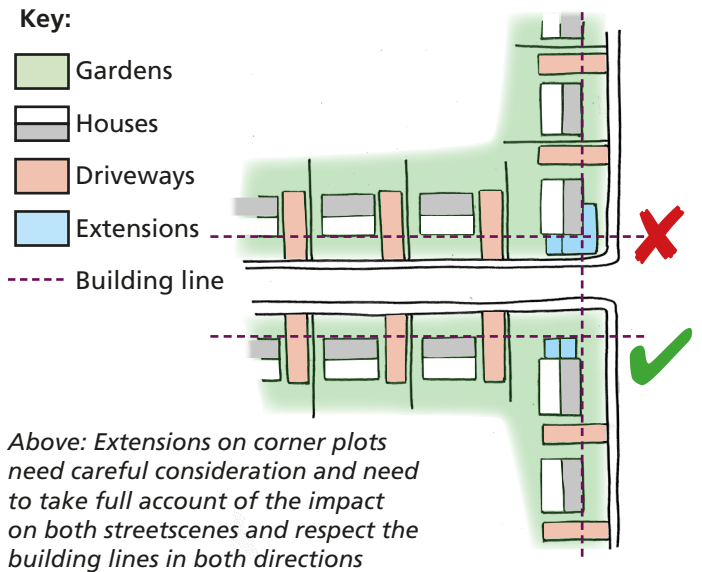 Key:
Gardens
Houses
Driveways
Extensions
Building line
Above: Extensions on corner plots
need careful consideration and need
to take full account of the impact
on both streetscenes and respect the
building lines in both directions